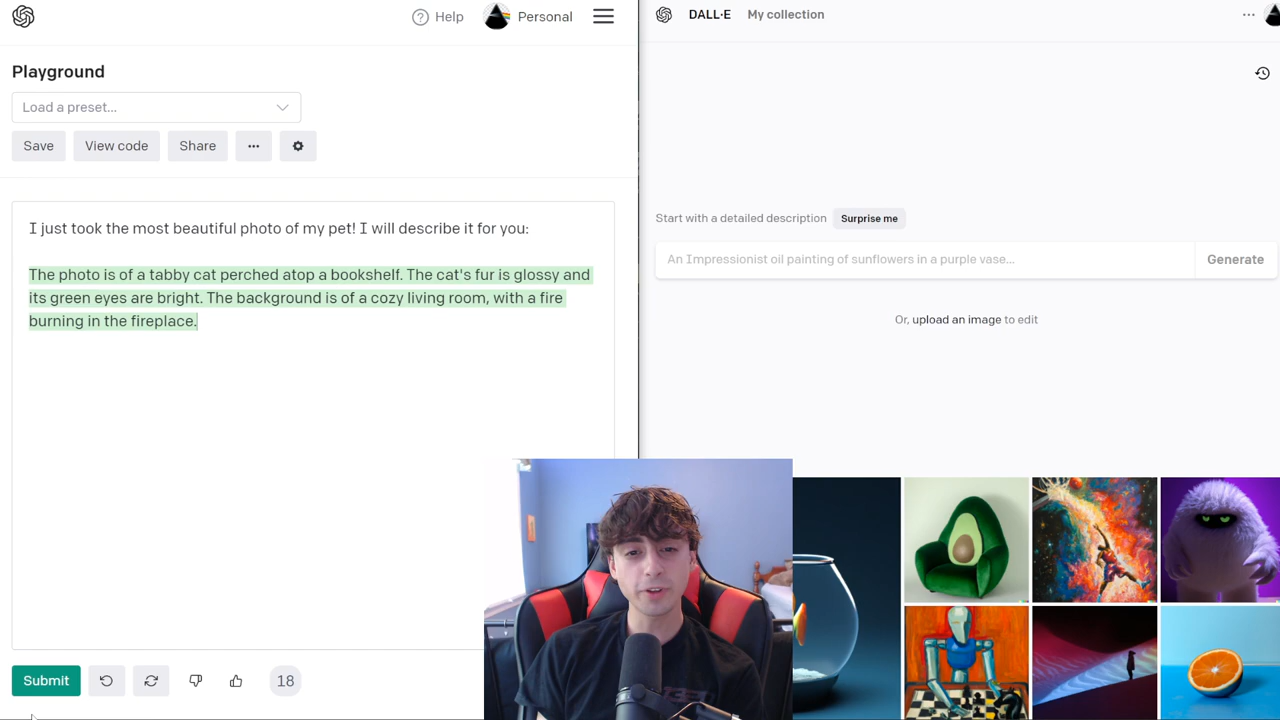 Help
Personal
Playground
Load a preset...
Save
View code
Share
I just took the most beautiful photo of my pet! I will describe it for you:
The photo is of a tabby cat perched atop a bookshelf. The cat's fur is glossy and
its green eyes are bright. The background is of a cozy living room, with a fire
burning in the fireplace.
Submit
18
DALL·E
My collection
Start with a detailed description
Surprise me
An Impressionist oil painting of sunflowers in a purple vase...
Generate
Or, upload an image to edit